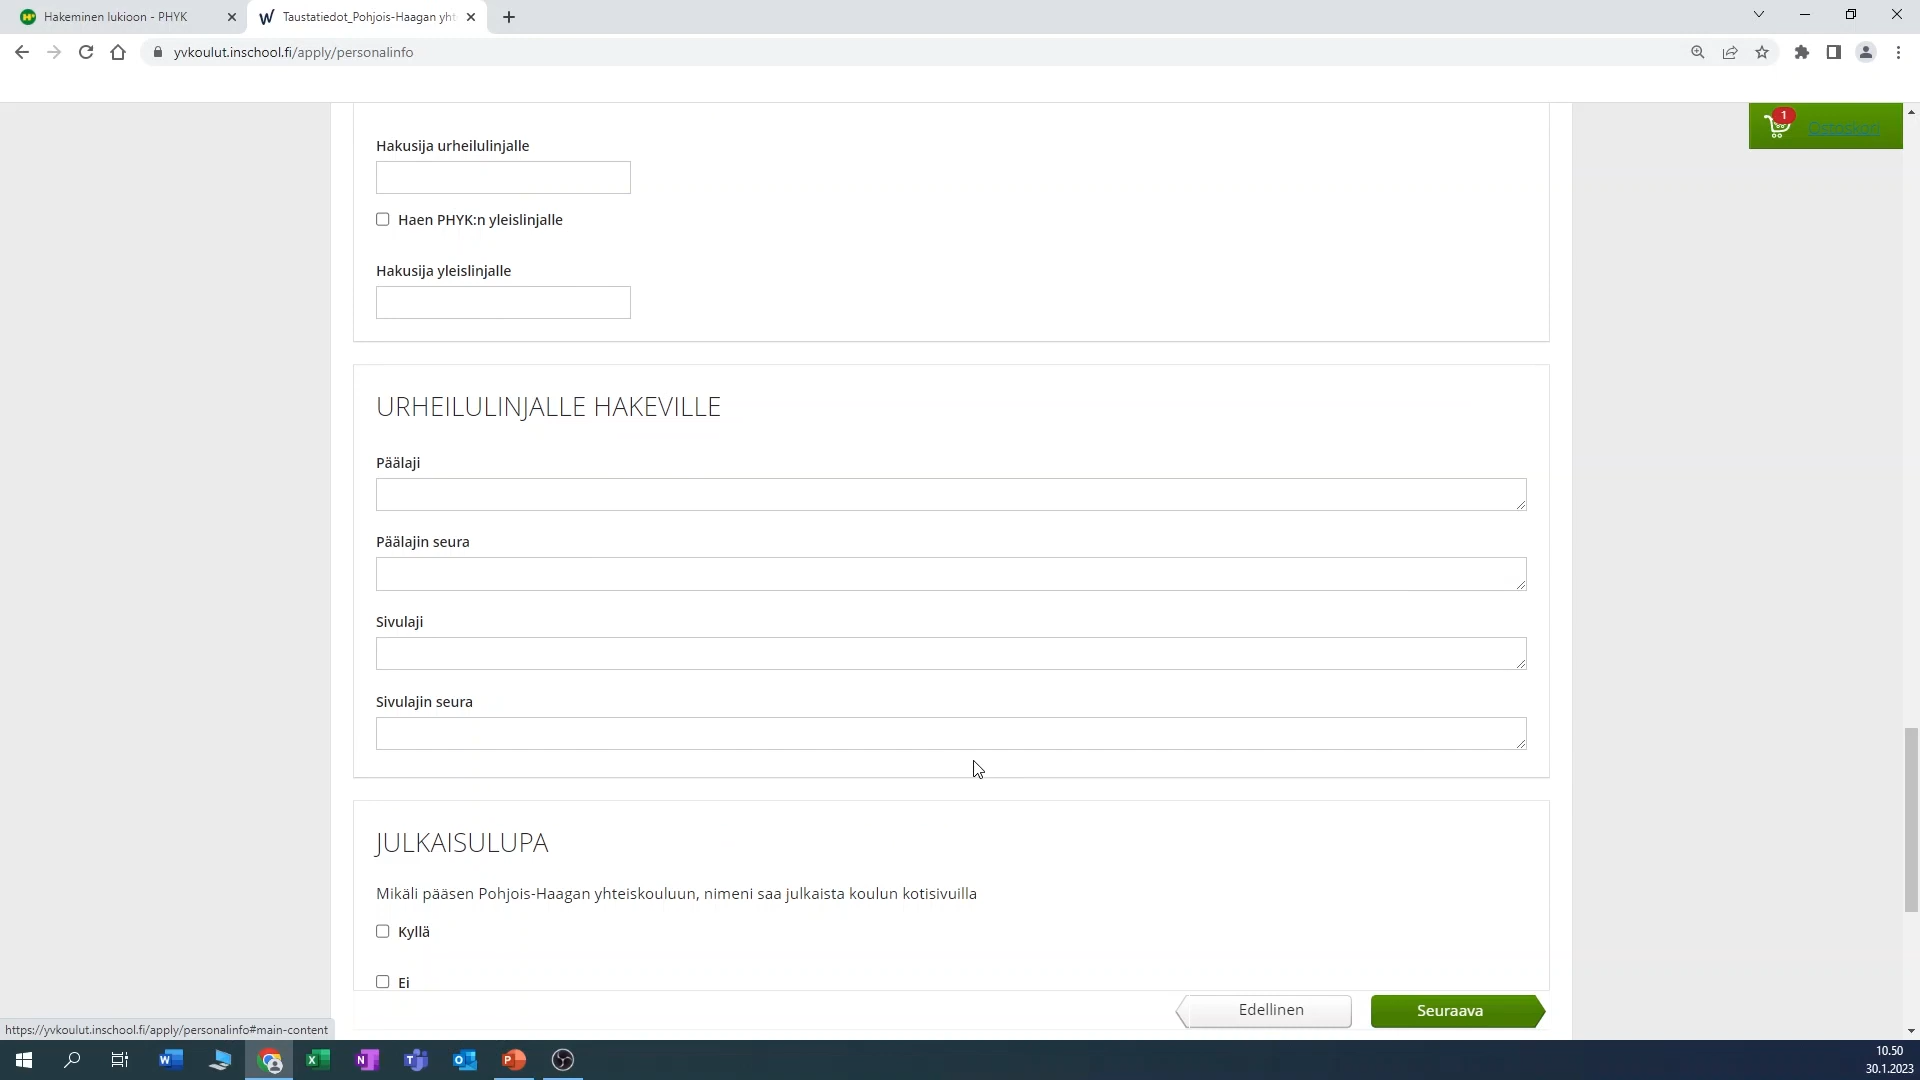 Hakeminen lukioon - PHYK
Taustatiedot_Pohjois-Haagan yht
yvkoulut.inschool.fi/apply/personalinfo
1
Ostoskori
Hakusija urheilulinjalle
Haen PHYK:n yleislinjalle
Hakusija yleislinjalle
URHEILULINJALLE HAKEVILLE
Päälaji
Päälajin seura
Sivulaji
Sivulajin seura
JULKAISULUPA
Mikäli pääsen Pohjois-Haagan yhteiskouluun, nimeni saa julkaista koulun kotisivuilla
Kyllä
Ei
Edellinen
Seuraava
https://yvkoulut.inschool.fi/apply/personalinfo#main-content
10.50
30.1.2023